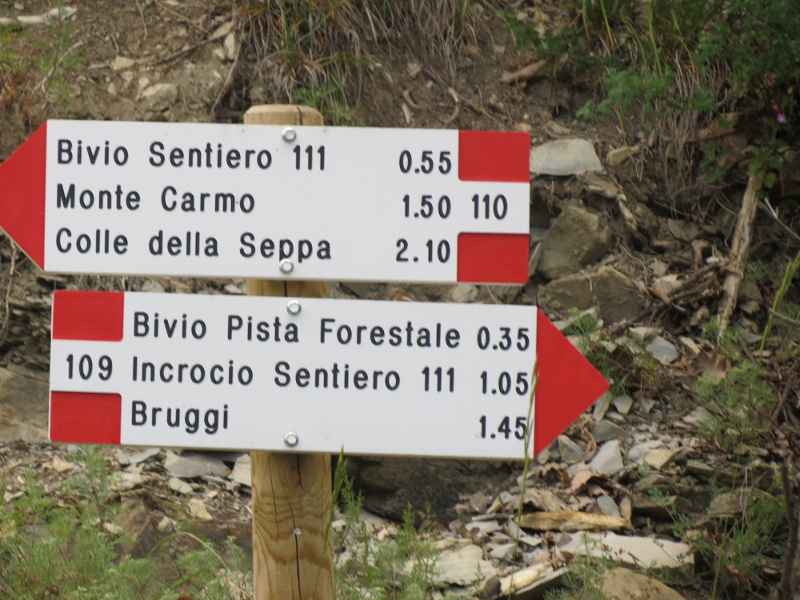 Bivio Sentiero 111 0.55
Monte Carmo 1.50 110
Colle della Seppa 2.10
Bivio Pista Forestale 0.35
109 Incrocio Sentiero 111 1.05
Bruggi 1.45